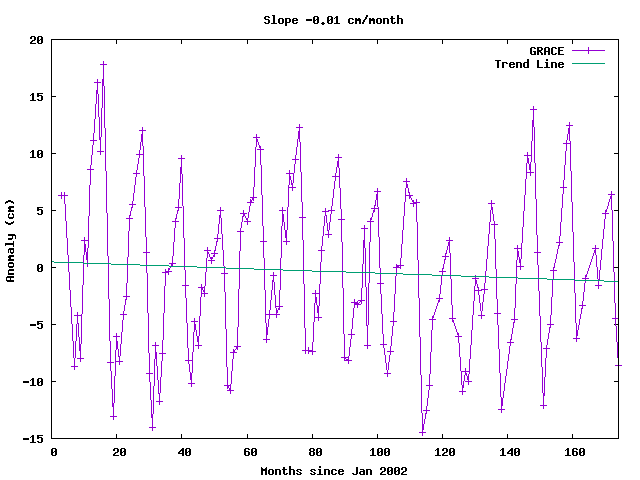 Slope -0.01 cm/month
GRACE
Trend Line
Anomaly (cm)
20
15
10
5
0
-5
-10
-15
0 20 40 60 80 100 120 140 160
Months since Jan 2002